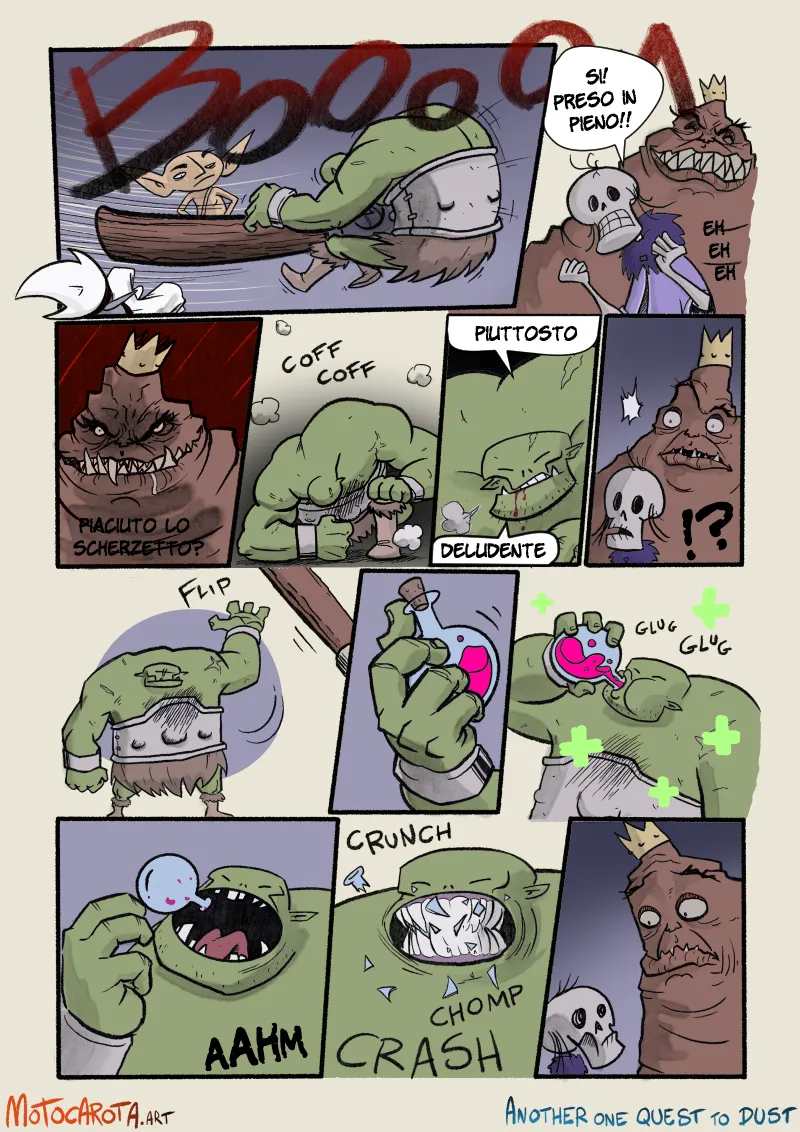 BOOOOM
SI!
PRESO IN
PIENO!!
EH
EH
EH
PIACIUTO LO
SCHERZETTO?
COFF
COFF
PIUTTOSTO
DELUDENTE
!?
FLIP
GLUG
GLUG
AAHM
CRUNCH
CHOMP
CRASH
MOTOCAROTA.ART
ANOTHER ONE QUEST TO DUST